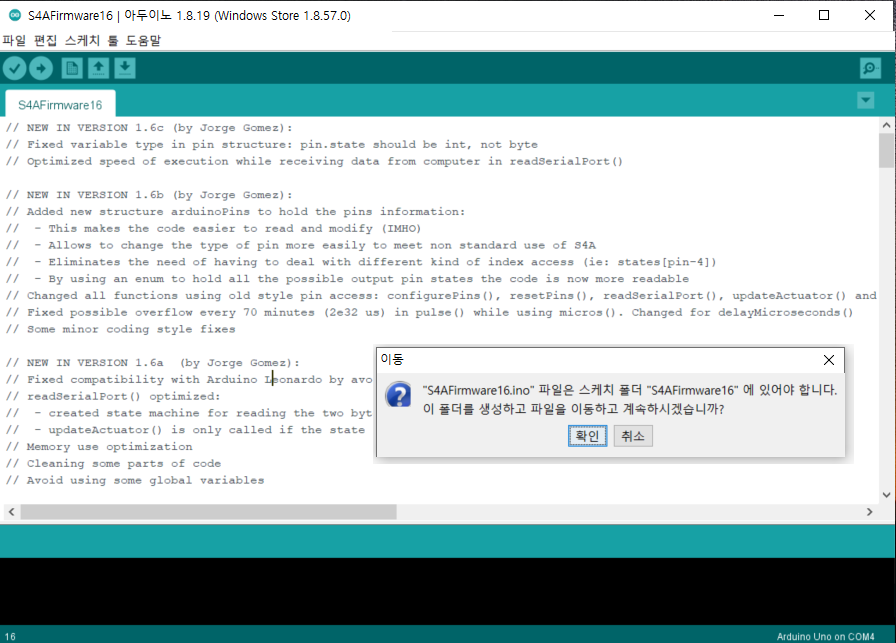 S4AFirmware16 | 아두이노 1.8.19 (Windows Store 1.8.57.0)
파일 편집 스케치 툴 도움말
S4AFirmware16
// NEW IN VERSION 1.6c (by Jorge Gomez):
// Fixed variable type in pin structure: pin.state should be int, not byte
// Optimized speed of execution while receiving data from computer in readSerialPort()
// NEW IN VERSION 1.6b (by Jorge Gomez):
// Added new structure arduinoPins to hold the pins information:
//  - This makes the code easier to read and modify (IMHO)
//  - Allows to change the type of pin more easily to meet non standard use of S4A
//  - Eliminates the need of having to deal with different kind of index access (ie: states[pin-4])
//  - By using an enum to hold all the possible output pin states the code is now more readable
// Changed all functions using old style pin access: configurePins(), resetPins(), readSerialPort(), updateActuator() and
// Fixed possible overflow every 70 minutes (2e32 us) in pulse() while using micros(). Changed for delayMicroseconds()
// Some minor coding style fixes
// NEW IN VERSION 1.6a  (by Jorge Gomez):
// Fixed compatibility with Arduino Leonardo by avo
// readSerialPort() optimized:
//  - created state machine for reading the two byt
//  - updateActuator() is only called if the state
// Memory use optimization
// Cleaning some parts of code
// Avoid using some global variables
이동
"S4AFirmware16.ino" 파일은 스케치 폴더 "S4AFirmware16" 에 있어야 합니다.
이 폴더를 생성하고 파일을 이동하고 계속하시겠습니까?
확인 취소
16 Arduino Uno on COM4